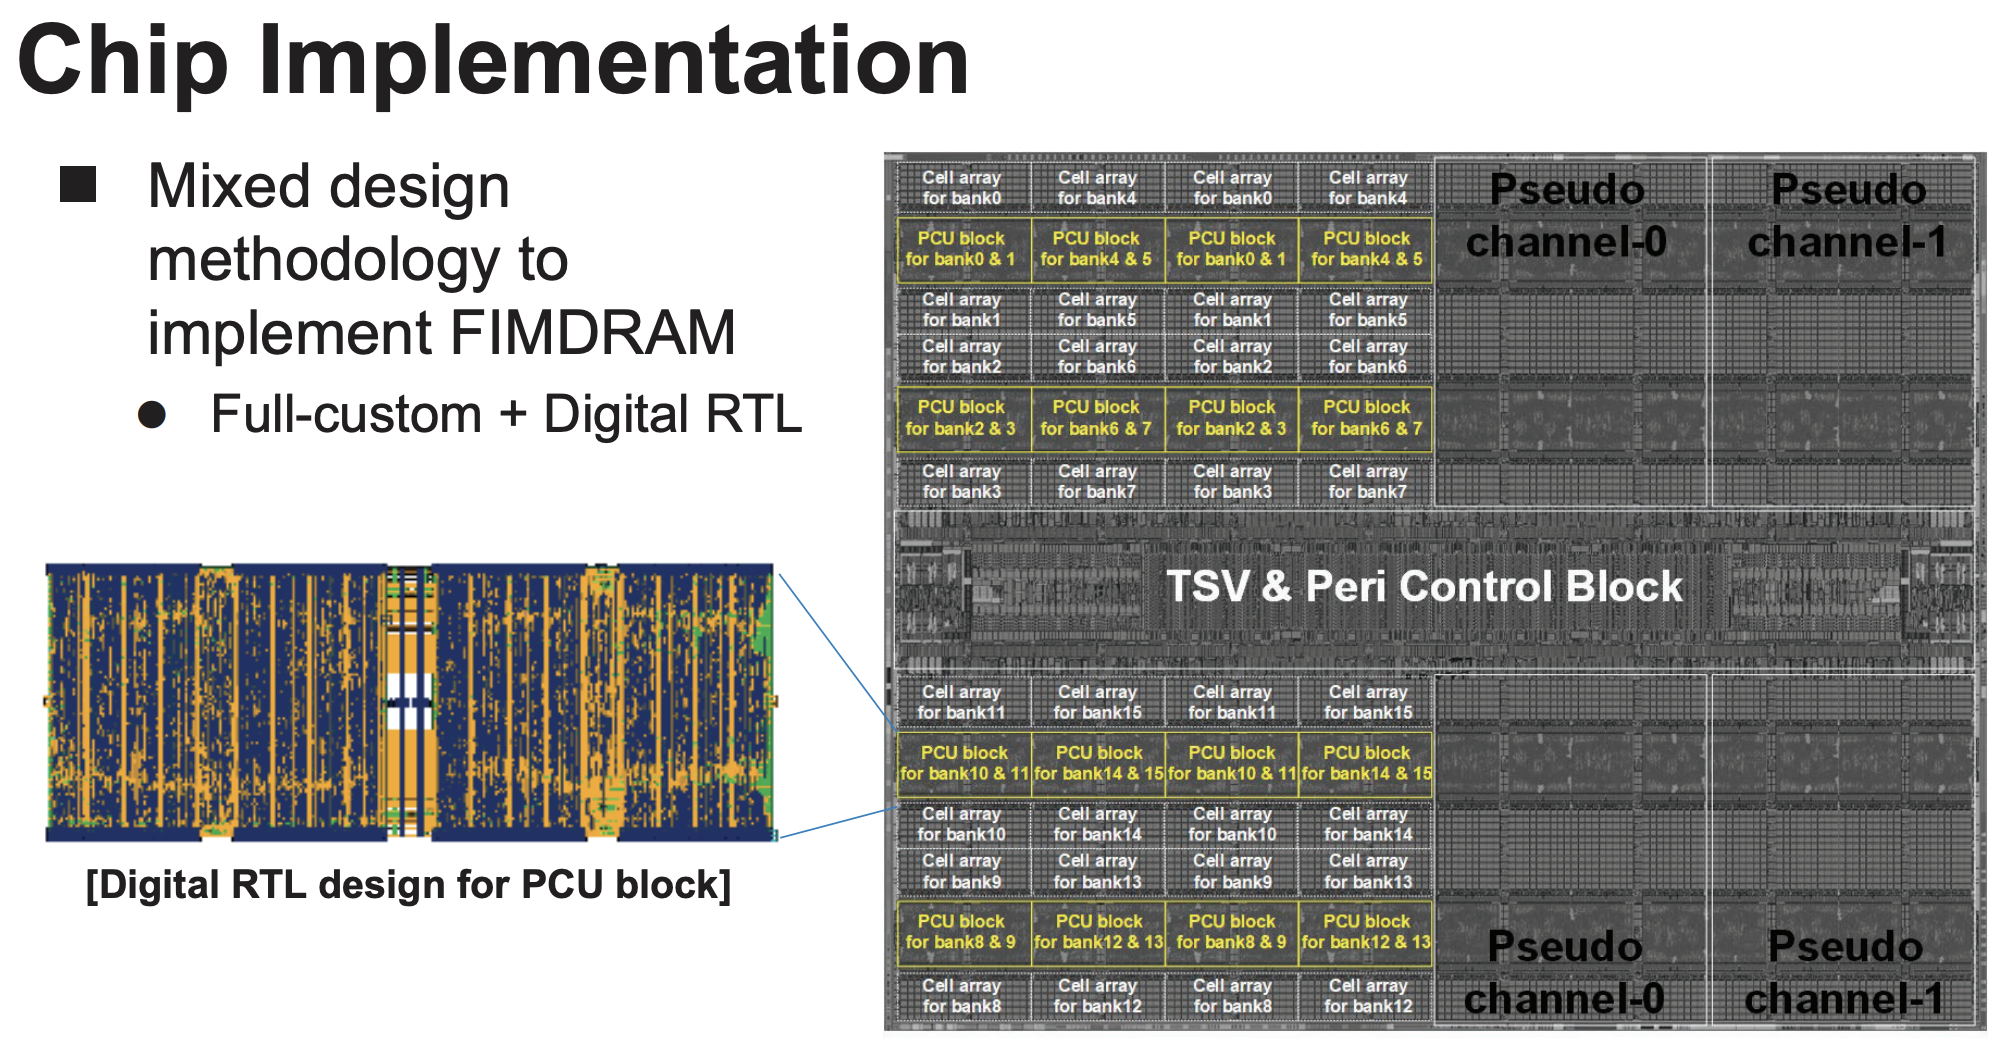 Chip Implementation
Mixed design
methodology to
implement FIMDRAM
Full-custom + Digital RTL
[Digital RTL design for PCU block]
Cell array Cell array Cell array Cell array
for bank0 for bank4 for bank0 for bank4
PCU block PCU block PCU block PCU block
for bank0 & 1 for bank4 & 5 for bank0 & 1 for bank4 & 5
Cell array Cell array Cell array Cell array
for bank1 for bank5 for bank1 for bank5
Cell array Cell array Cell array Cell array
for bank2 for bank6 for bank2 for bank6
PCU block PCU block PCU block PCU block
for bank2 & 3 for bank6 & 7 for bank2 & 3 for bank6 & 7
Cell array Cell array Cell array Cell array
for bank3 for bank7 for bank3 for bank7
Pseudo
channel-0
Pseudo
channel-1
TSV & Peri Control Block
Cell array Cell array Cell array Cell array
for bank11 for bank15 for bank11 for bank15
PCU block PCU block PCU block PCU block
for bank10 & 11 for bank14 & 15 for bank10 & 11 for bank14 & 15
Cell array Cell array Cell array Cell array
for bank10 for bank14 for bank10 for bank14
Cell array Cell array Cell array Cell array
for bank9 for bank13 for bank9 for bank13
PCU block PCU block PCU block PCU block
for bank8 & 9 for bank12 & 13 for bank8 & 9 for bank12 & 13
Cell array Cell array Cell array Cell array
for bank8 for bank12 for bank8 for bank12
Pseudo
channel-0
Pseudo
channel-1